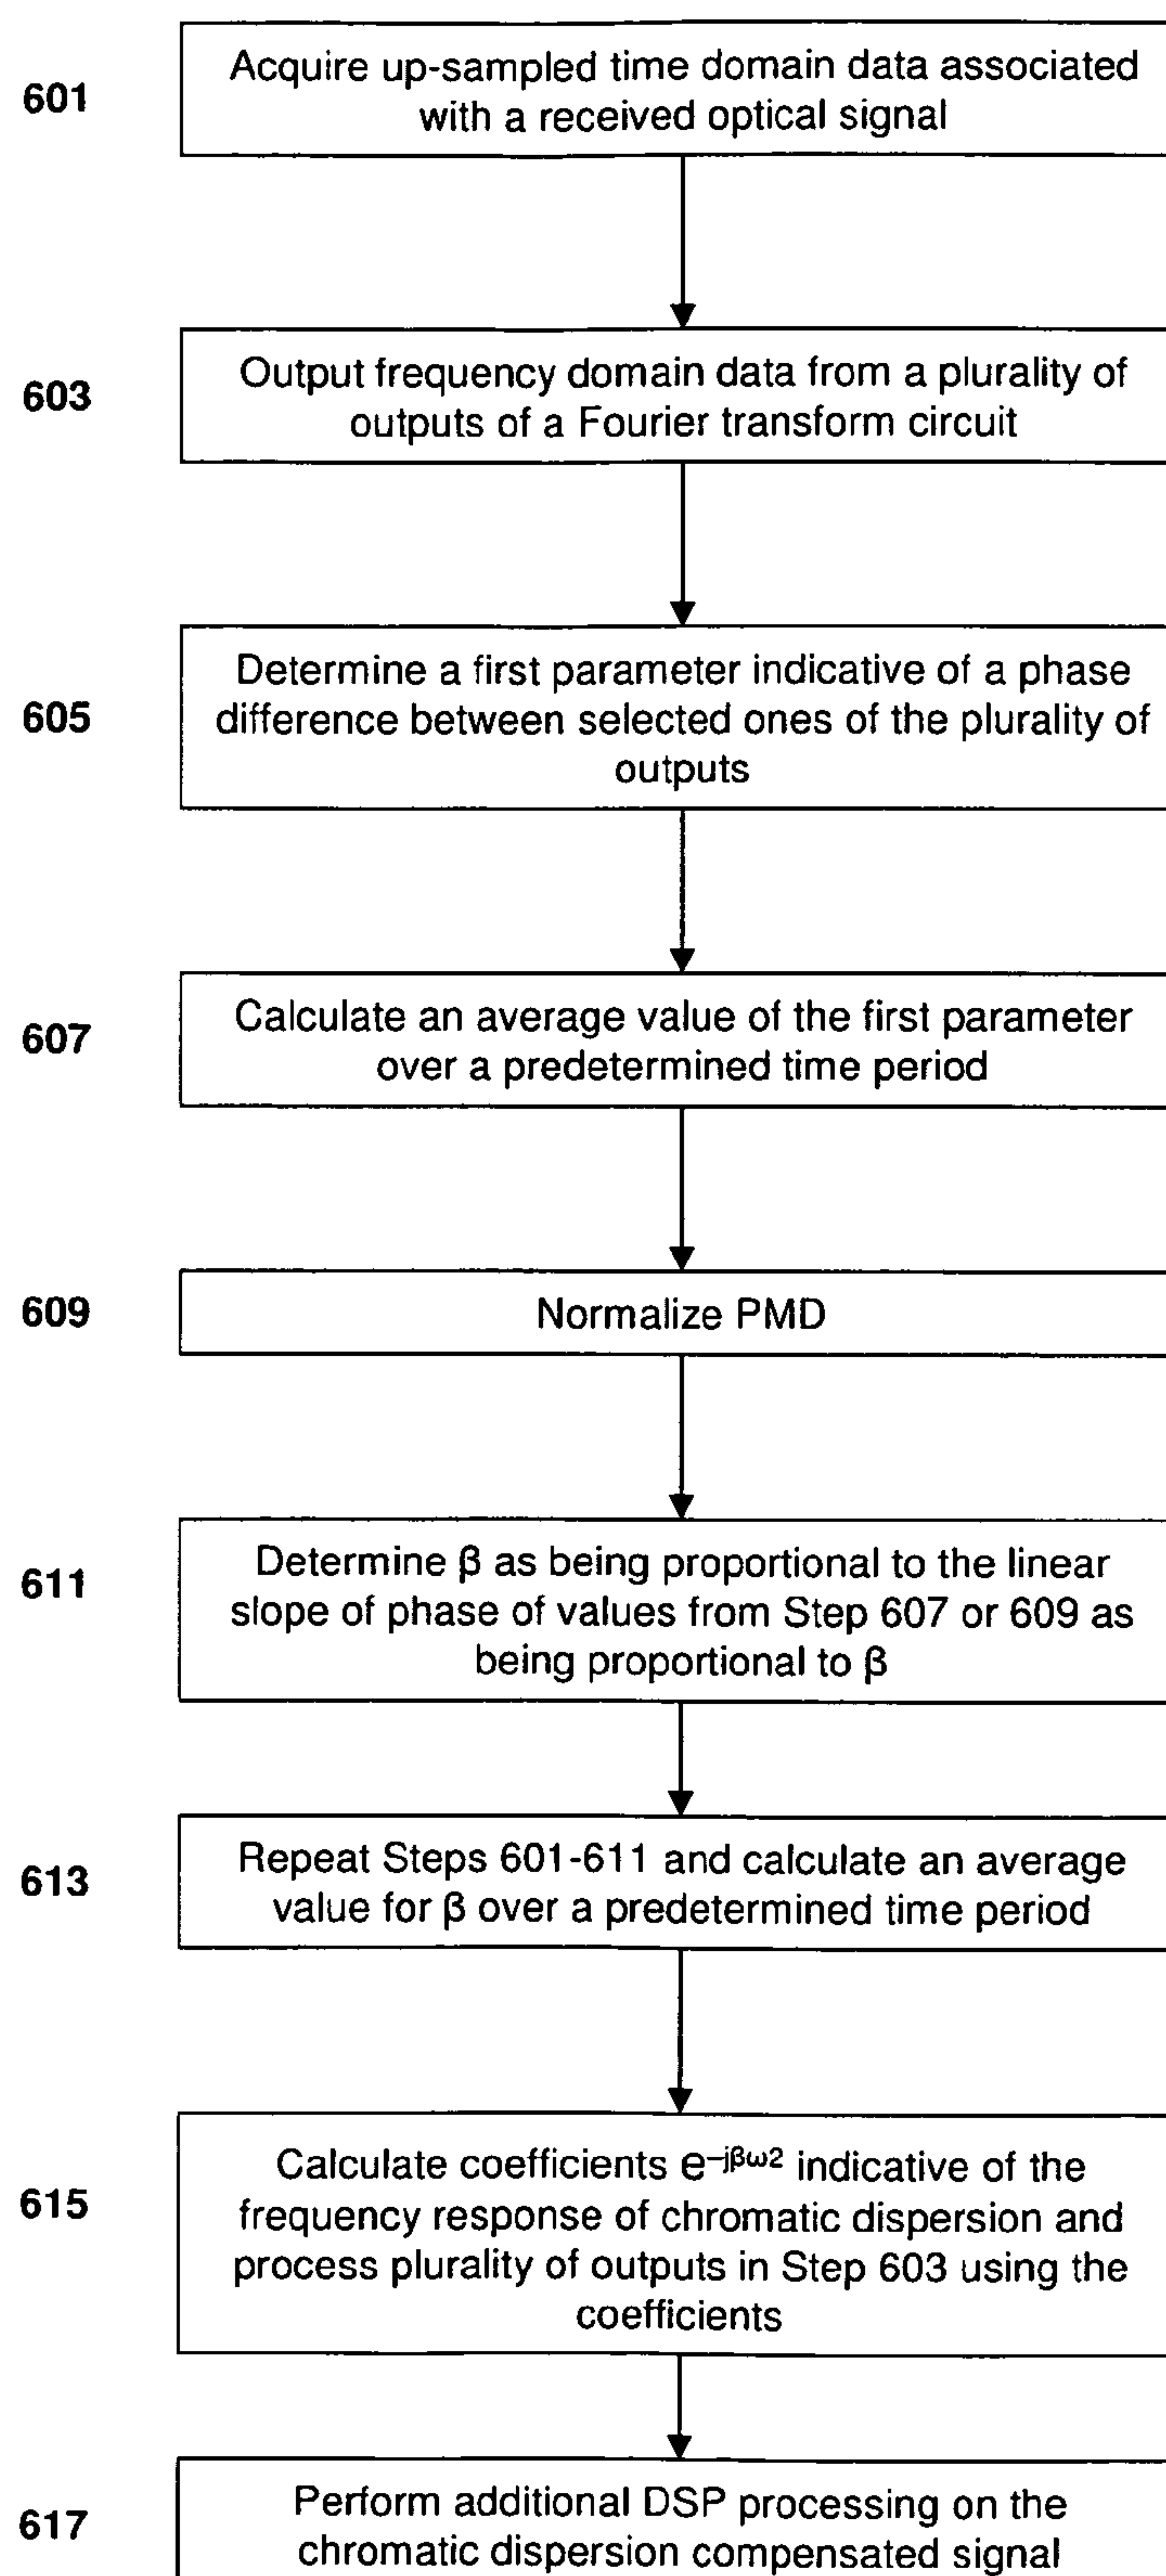 601
Acquire up-sampled time domain data associated
with a received optical signal
603
Output frequency domain data from a plurality of
outputs of a Fourier transform circuit
605
Determine a first parameter indicative of a phase
difference between selected ones of the plurality of
outputs
607
Calculate an average value of the first parameter
over a predetermined time period
609
Normalize PMD
611
Determine β as being proportional to the linear
slope of phase of values from Step 607 or 609 as
being proportional to β
613
Repeat Steps 601-611 and calculate an average
value for β over a predetermined time period
615
Calculate coefficients e–jβω2 indicative of the
frequency response of chromatic dispersion and
process plurality of outputs in Step 603 using the
coefficients
617
Perform additional DSP processing on the
chromatic dispersion compensated signal